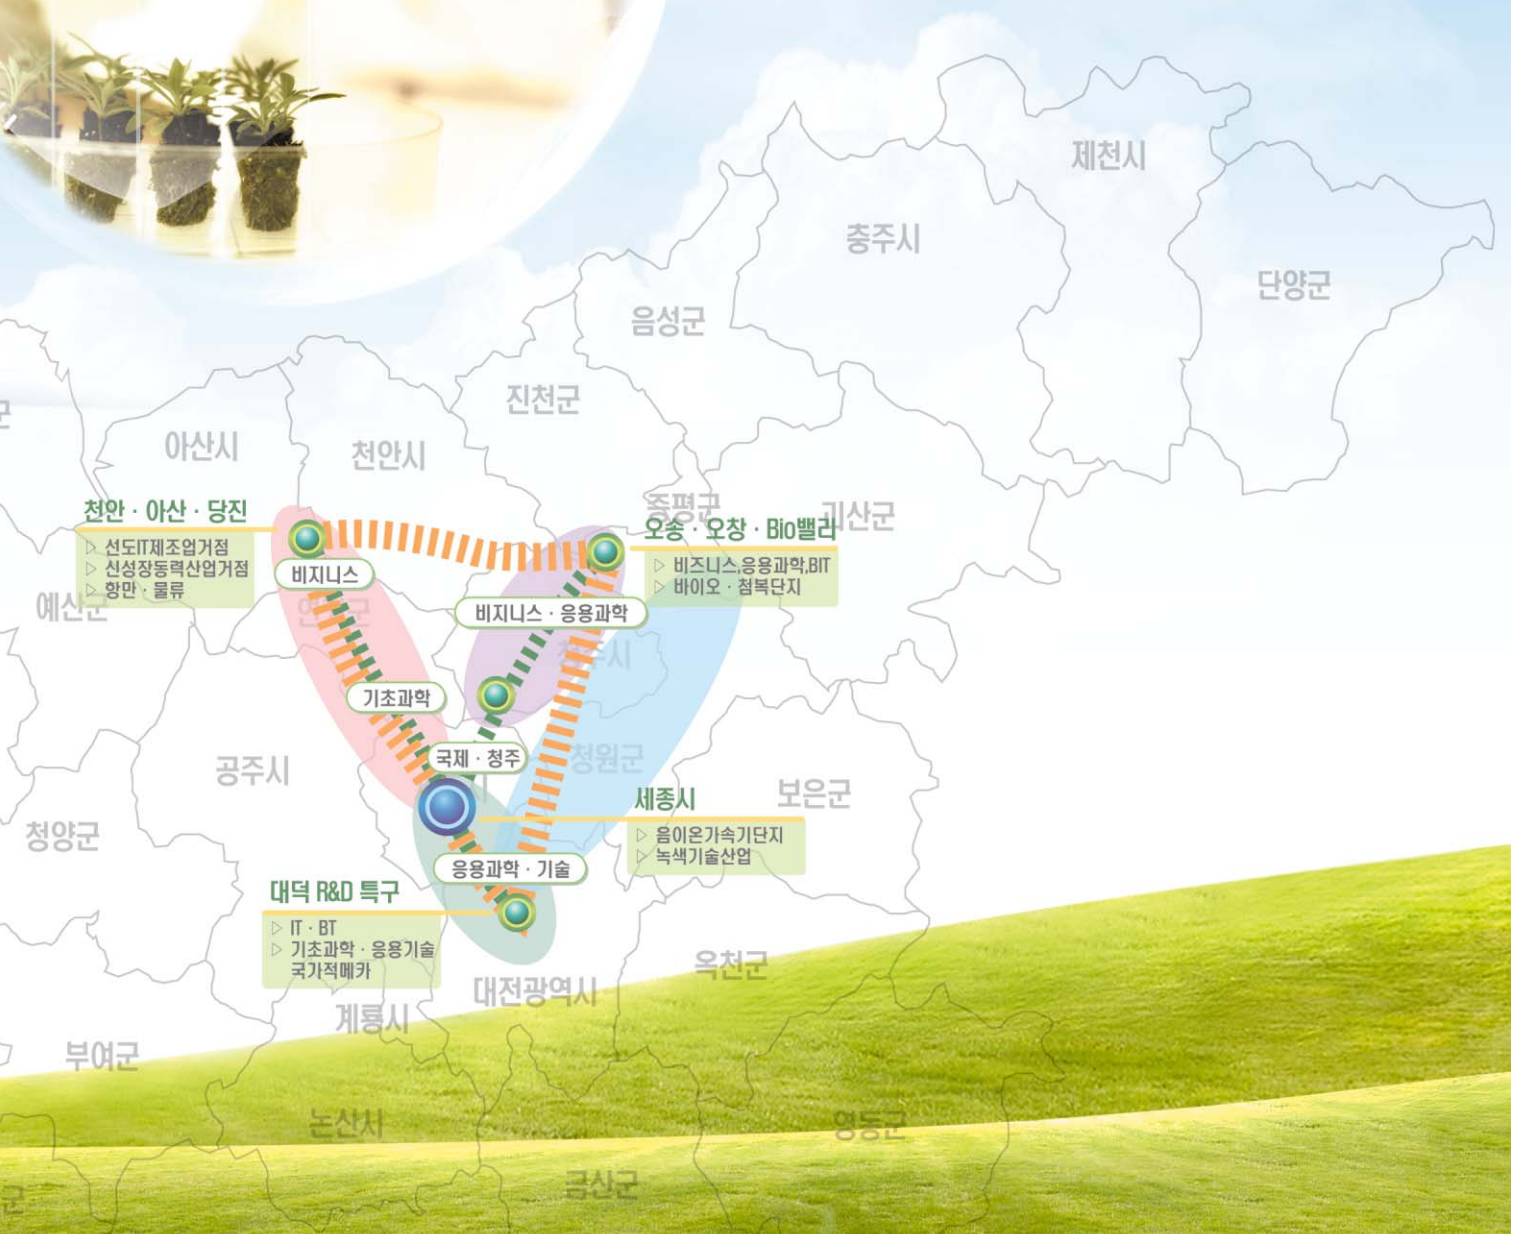 제천시
충주시
단양군
음성군
진천군
아산시
천안시
증평군
괴산군
천안 · 아산 · 당진
▷ 선도IT제조업거점
▷ 신성장동력산업거점
▷ 항만 · 물류
오송 · 오창 · Bio밸리
▷ 비즈니스,응용과학,BIT
▷ 바이오 · 첨복단지
비지니스
비지니스 · 응용과학
예산군
연기군
청주시
기초과학
국제 · 청주
청원군
공주시
보은군
세종시
▷ 음이온가속기단지
▷ 녹색기술산업
청양군
응용과학 · 기술
대덕 R&D 특구
▷ IT · BT
▷ 기초과학 · 응용기술
국가적메카
옥천군
대전광역시
계룡시
부여군
논산시
영동군
금산군
군